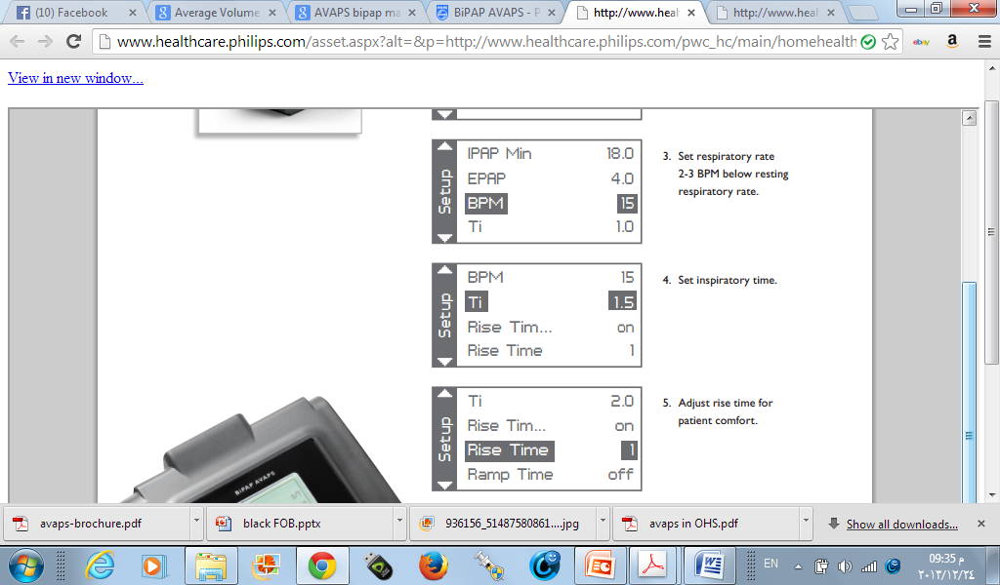 (10) Facebook
Average Volume
AVAPS bipap ma
BiPAP AVAPS - P
http://www.heal
http://www.heal
www.healthcare.philips.com/asset.aspx?alt=&p=http://www.healthcare.philips.com/pwc_hc/main/homehealth
ebay
a
View in new window...
Setup
IPAP Min 18.0
EPAP 4.0
BPM 15
Ti 1.0
3. Set respiratory rate
2-3 BPM below resting
respiratory rate.
Setup
BPM 15
Ti 1.5
Rise Tim... on
Rise Time 1
4. Set inspiratory time.
Setup
Ti 2.0
Rise Tim... on
Rise Time 1
Ramp Time off
5. Adjust rise time for
patient comfort.
BiPAP AVAPS
avaps-brochure.pdf
black FOB.pptx
936156_51487580861....jpg
avaps in OHS.pdf
Show all downloads...
EN
09:35 م
٢٠١٣/١٢/٢٤